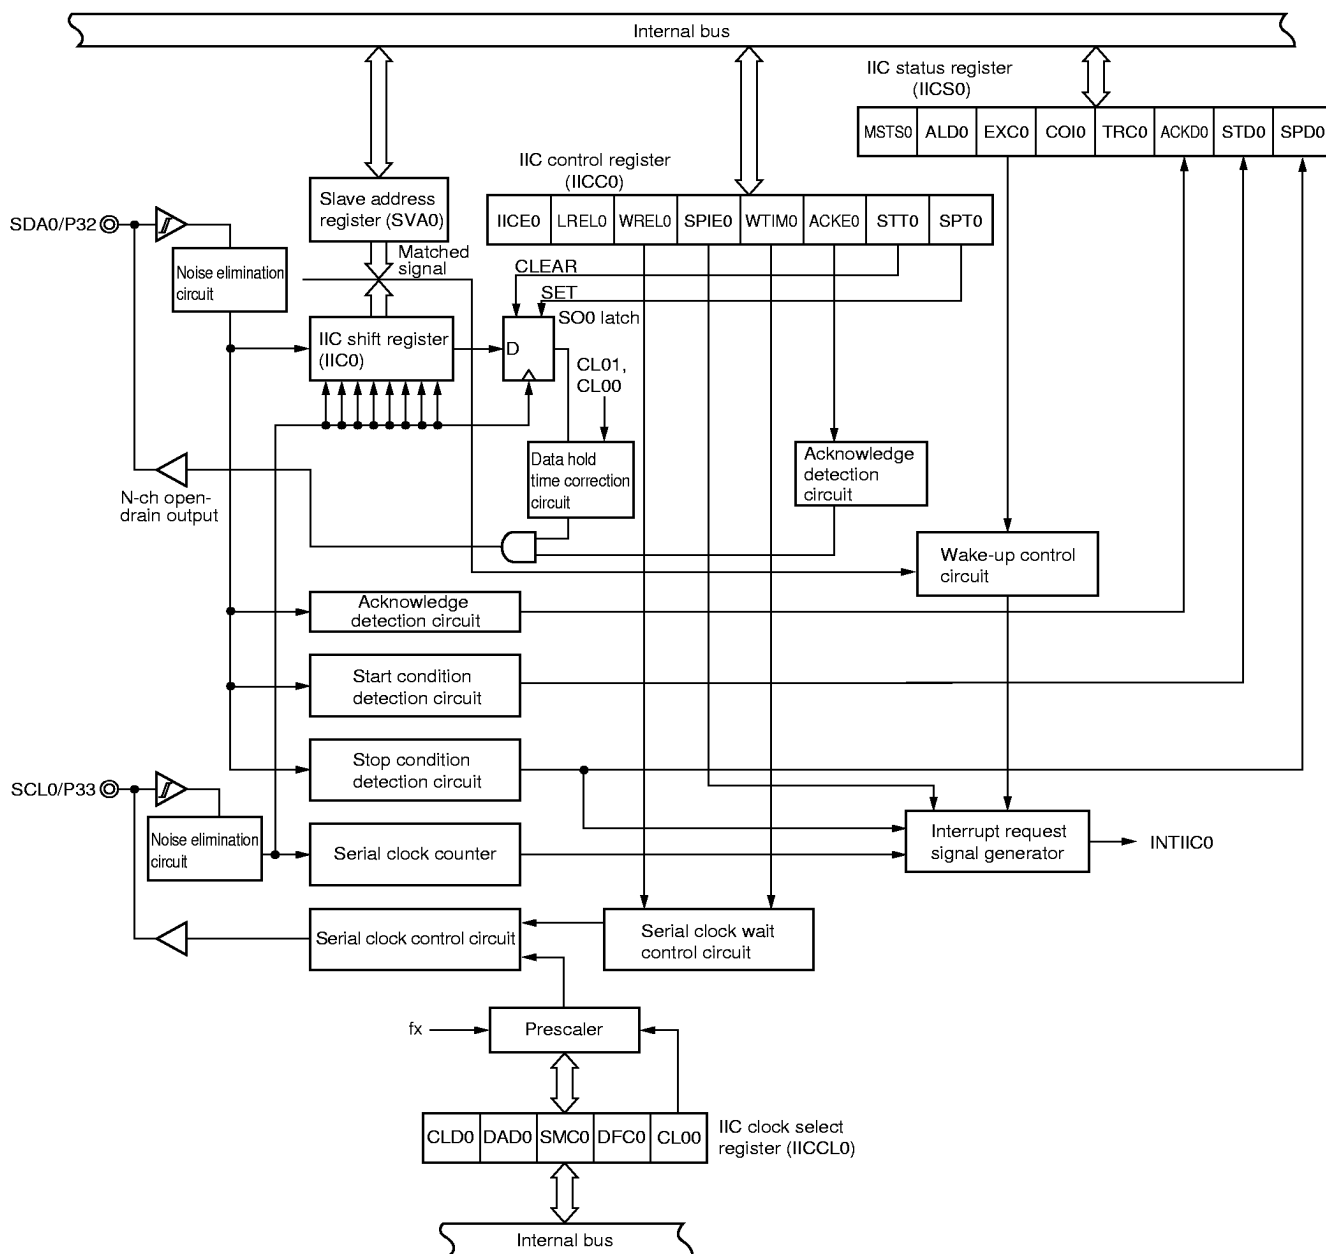 Internal bus
IIC status register
(IICS0)
MSTS0 ALD0 EXC0 COI0 TRC0 ACKD0 STD0 SPD0
IIC control register
(IICC0)
IICE0 LREL0 WREL0 SPIE0 WTIM0 ACKE0 STT0 SPT0
Slave address
register (SVA0)
SDA0/P32
Noise elimination
circuit
Matched
signal
CLEAR
SET
SO0 latch
IIC shift register
(IIC0)
D
CL01,
CL00
Data hold
time correction
circuit
Acknowledge
detection
circuit
N-ch open-
drain output
Wake-up control
circuit
Acknowledge
detection circuit
Start condition
detection circuit
Stop condition
detection circuit
SCL0/P33
Noise elimination
circuit
Serial clock counter
Interrupt request
signal generator
INTIIC0
Serial clock control circuit
Serial clock wait
control circuit
fx
Prescaler
CLD0 DAD0 SMC0 DFC0 CL00
IIC clock select
register (IICCL0)
Internal bus